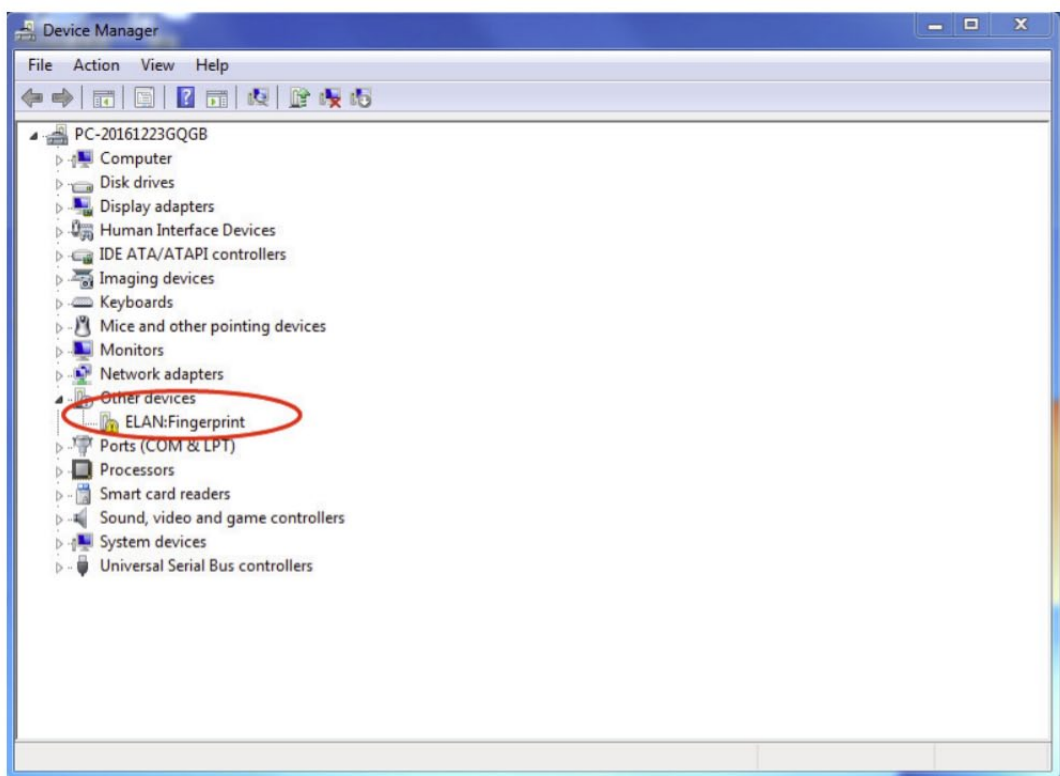 Device Manager
File Action View Help
PC-20161223GQGB
Computer
Disk drives
Display adapters
Human Interface Devices
IDE ATA/ATAPI controllers
Imaging devices
Keyboards
Mice and other pointing devices
Monitors
Network adapters
Other devices
ELAN:Fingerprint
Ports (COM & LPT)
Processors
Smart card readers
Sound, video and game controllers
System devices
Universal Serial Bus controllers